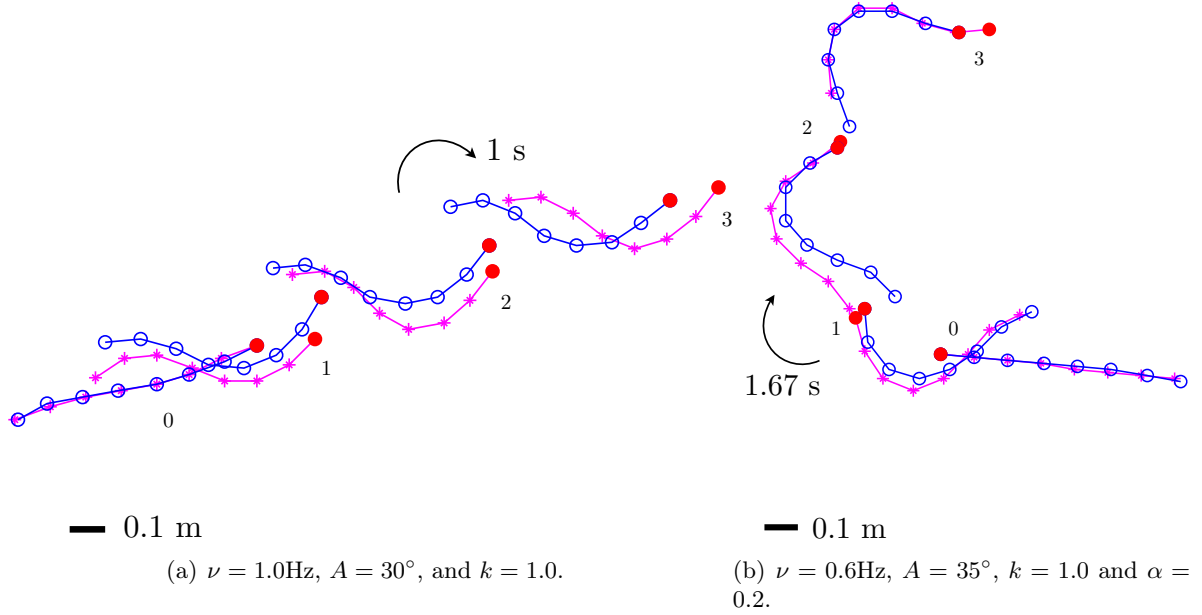 3
2
1 s
3
2
1
0
1
0
1.67 s
0.1 m
0.1 m
(a) ν = 1.0Hz, A = 30°, and k = 1.0.
(b) ν = 0.6Hz, A = 35°, k = 1.0 and α =
0.2.